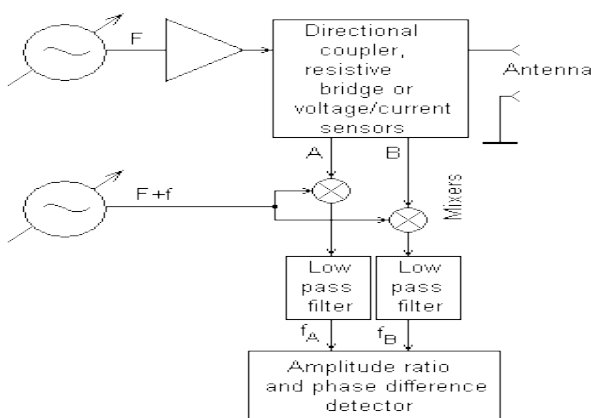 F
Directional
coupler,
resistive
bridge or
voltage/current
sensors
Antenna
A
B
F+f
Mixers
Low
pass
filter
Low
pass
filter
fA
fB
Amplitude ratio
and phase difference
detector